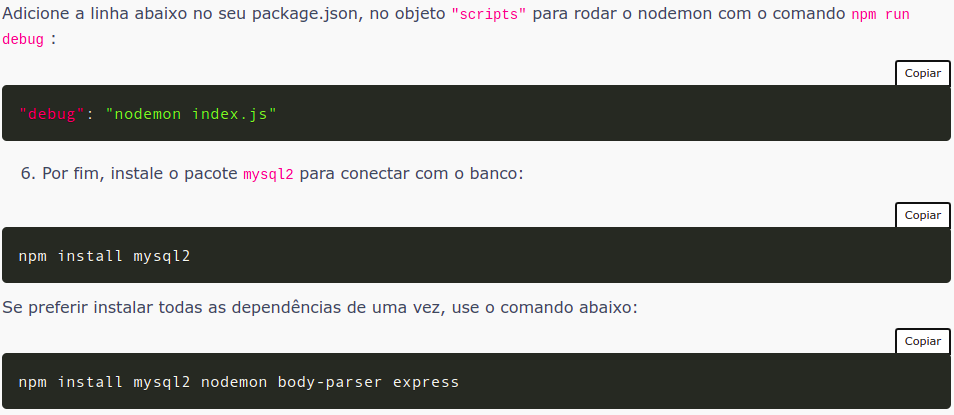 Adicione a linha abaixo no seu package.json, no objeto "scripts" para rodar o nodemon com o comando npm run
debug :
Copiar
"debug": "nodemon index.js"
6. Por fim, instale o pacote mysql2 para conectar com o banco:
Copiar
npm install mysql2
Se preferir instalar todas as dependências de uma vez, use o comando abaixo:
Copiar
npm install mysql2 nodemon body-parser express